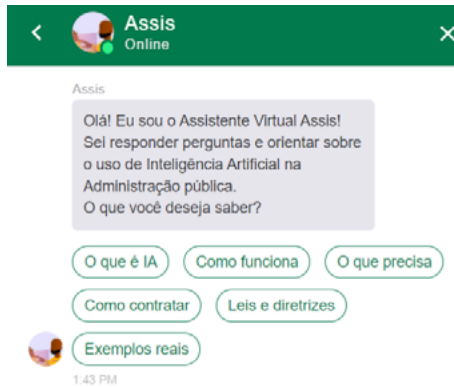 Assis
Online
Assis
Olá! Eu sou o Assistente Virtual Assis!
Sei responder perguntas e orientar sobre
o uso de Inteligência Artificial na
Administração pública.
O que você deseja saber?
O que é IA
Como funciona
O que precisa
Como contratar
Leis e diretrizes
Exemplos reais
1:43 PM